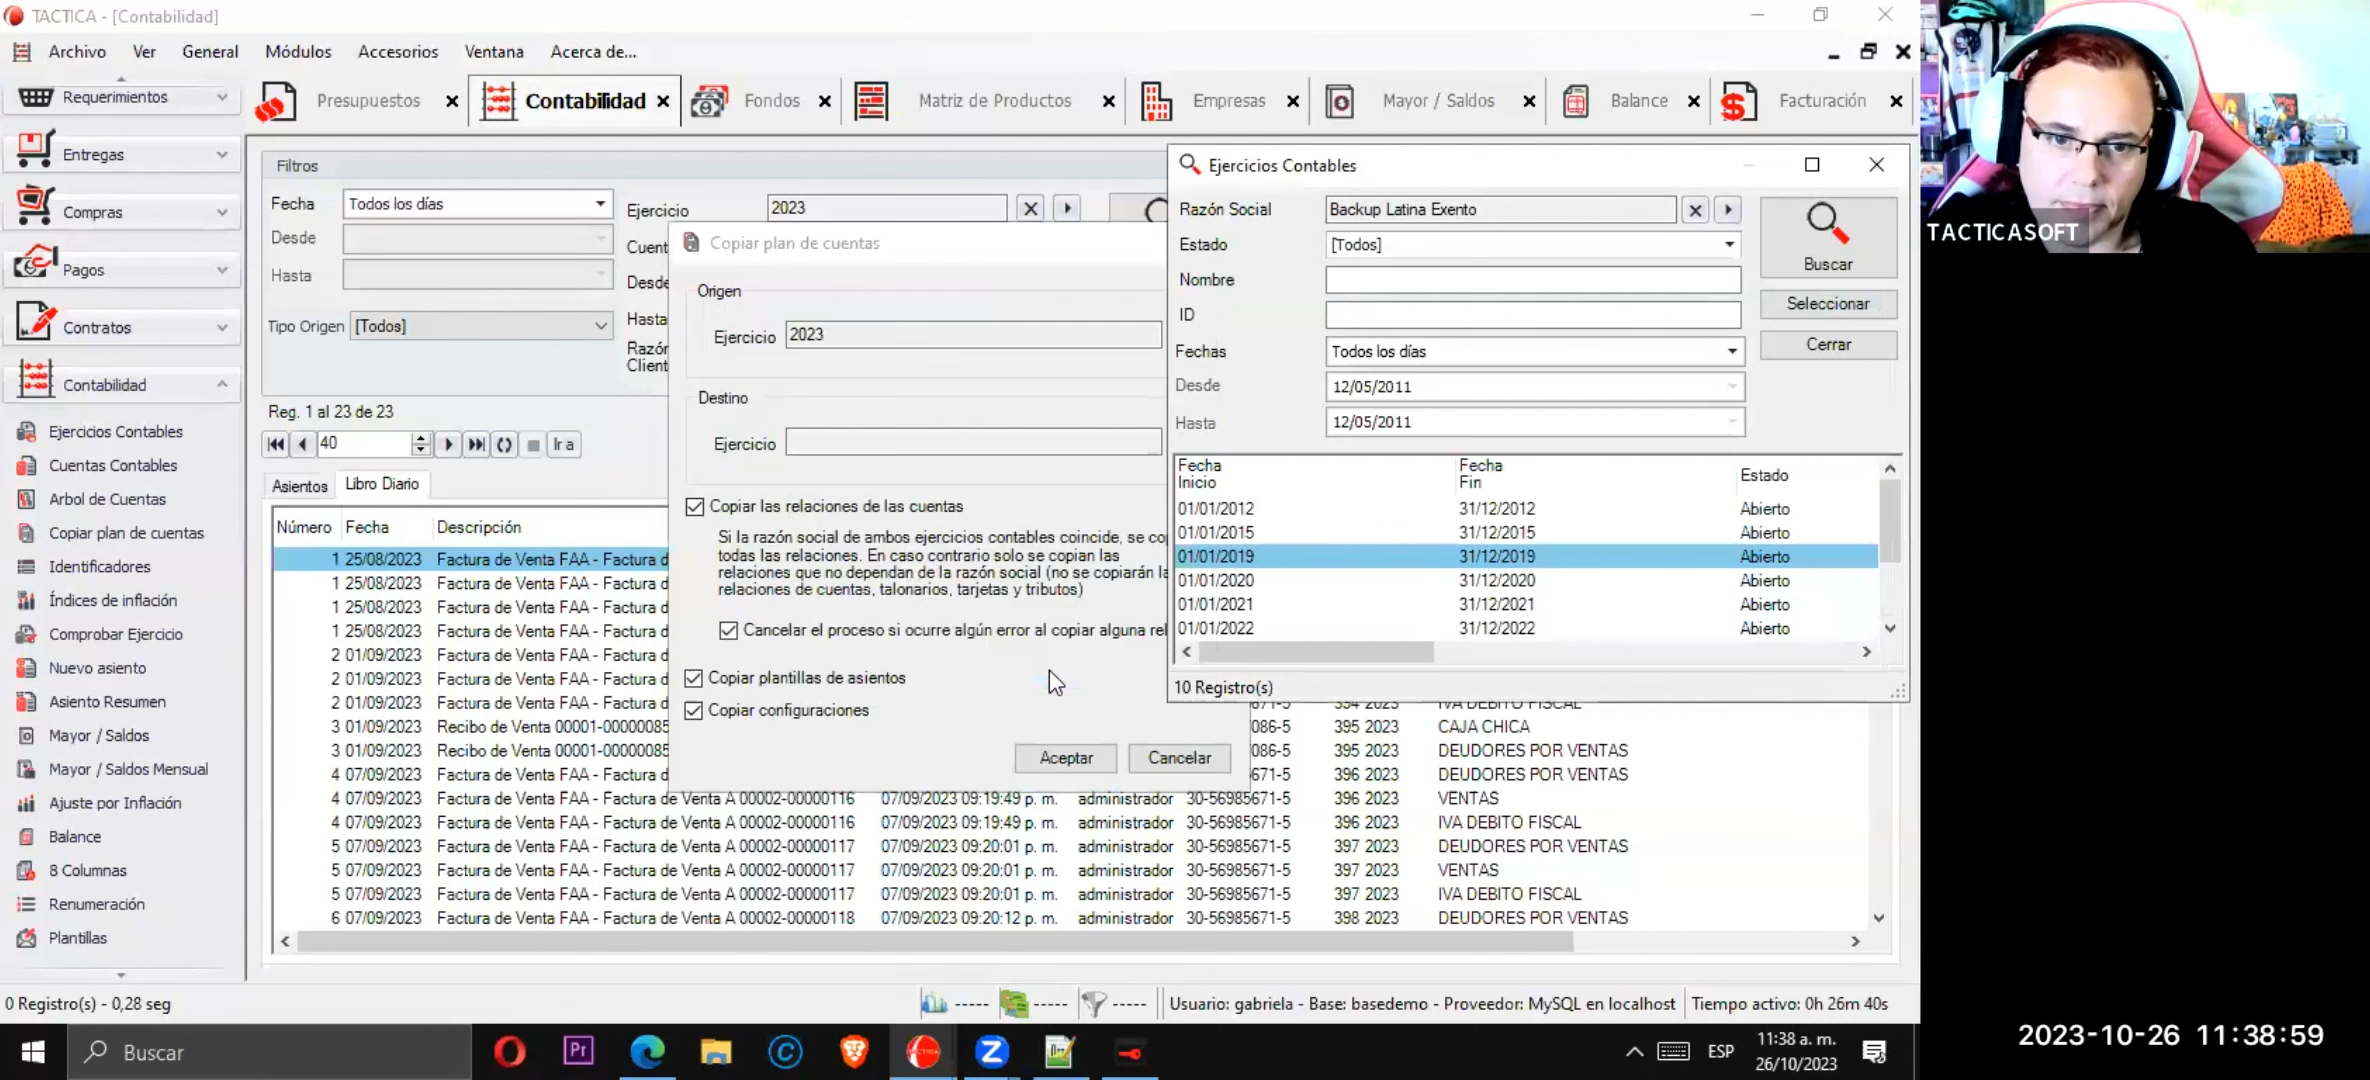 TACTICA - [Contabilidad]
Archivo Ver General Módulos Accesorios Ventana Acerca de...
Requerimientos
Entregas
Compras
Pagos
Contratos
Contabilidad
Ejercicios Contables
Cuentas Contables
Arbol de Cuentas
Copiar plan de cuentas
Identificadores
Índices de inflación
Comprobar Ejercicio
Nuevo asiento
Asiento Resumen
Mayor / Saldos
Mayor / Saldos Mensual
Ajuste por Inflación
Balance
8 Columnas
Renumeración
Plantillas
Presupuestos Contabilidad Fondos Matriz de Productos Empresas Mayor / Saldos Balance Facturación
Filtros
Fecha Todos los días
Desde
Hasta
Tipo Origen [Todos]
Ejercicio 2023
Cuent
Desde
Hasta
Razón
Client
Reg. 1 al 23 de 23
40 Ir a
Asientos Libro Diario
Número Fecha Descripción
1 25/08/2023 Factura de Venta FAA - Factura d
1 25/08/2023 Factura de Venta FAA - Factura d
1 25/08/2023 Factura de Venta FAA - Factura d
1 25/08/2023 Factura de Venta FAA - Factura d
2 01/09/2023 Factura de Venta FAA - Factura d
2 01/09/2023 Factura de Venta FAA - Factura d
2 01/09/2023 Factura de Venta FAA - Factura d
3 01/09/2023 Recibo de Venta 00001-00000085 086-5 395 2023 CAJA CHICA
3 01/09/2023 Recibo de Venta 00001-00000085 086-5 395 2023 DEUDORES POR VENTAS
4 07/09/2023 Factura de Venta FAA - Factura d 671-5 396 2023 DEUDORES POR VENTAS
4 07/09/2023 Factura de Venta FAA - Factura de Venta A 00002-00000116 07/09/2023 09:19:49 p. m. administrador 30-56985671-5 396 2023 VENTAS
4 07/09/2023 Factura de Venta FAA - Factura de Venta A 00002-00000116 07/09/2023 09:19:49 p. m. administrador 30-56985671-5 396 2023 IVA DEBITO FISCAL
5 07/09/2023 Factura de Venta FAA - Factura de Venta A 00002-00000117 07/09/2023 09:20:01 p. m. administrador 30-56985671-5 397 2023 DEUDORES POR VENTAS
5 07/09/2023 Factura de Venta FAA - Factura de Venta A 00002-00000117 07/09/2023 09:20:01 p. m. administrador 30-56985671-5 397 2023 VENTAS
5 07/09/2023 Factura de Venta FAA - Factura de Venta A 00002-00000117 07/09/2023 09:20:01 p. m. administrador 30-56985671-5 397 2023 IVA DEBITO FISCAL
6 07/09/2023 Factura de Venta FAA - Factura de Venta A 00002-00000118 07/09/2023 09:20:12 p. m. administrador 30-56985671-5 398 2023 DEUDORES POR VENTAS
Copiar plan de cuentas
Origen
Ejercicio 2023
Destino
Ejercicio
Copiar las relaciones de las cuentas
Si la razón social de ambos ejercicios contables coincide, se co
todas las relaciones. En caso contrario solo se copian las
relaciones que no dependan de la razón social (no se copiarán la
relaciones de cuentas, talonarios, tarjetas y tributos)
Cancelar el proceso si ocurre algún error al copiar alguna rel
Copiar plantillas de asientos
Copiar configuraciones
Aceptar Cancelar
Ejercicios Contables
Razón Social Backup Latina Exento
Estado [Todos]
Nombre
ID
Fechas Todos los días
Desde 12/05/2011
Hasta 12/05/2011
Buscar
Seleccionar
Cerrar
Fecha Inicio Fecha Fin Estado
01/01/2012 31/12/2012 Abierto
01/01/2015 31/12/2015 Abierto
01/01/2019 31/12/2019 Abierto
01/01/2020 31/12/2020 Abierto
01/01/2021 31/12/2021 Abierto
01/01/2022 31/12/2022 Abierto
10 Registro(s)
TACTICASOFT
0 Registro(s) - 0,28 seg ----- ----- ----- Usuario: gabriela - Base: basedemo - Proveedor: MySQL en localhost Tiempo activo: 0h 26m 40s
Buscar Pr ESP 11:38 a. m.
26/10/2023
2023-10-26 11:38:59